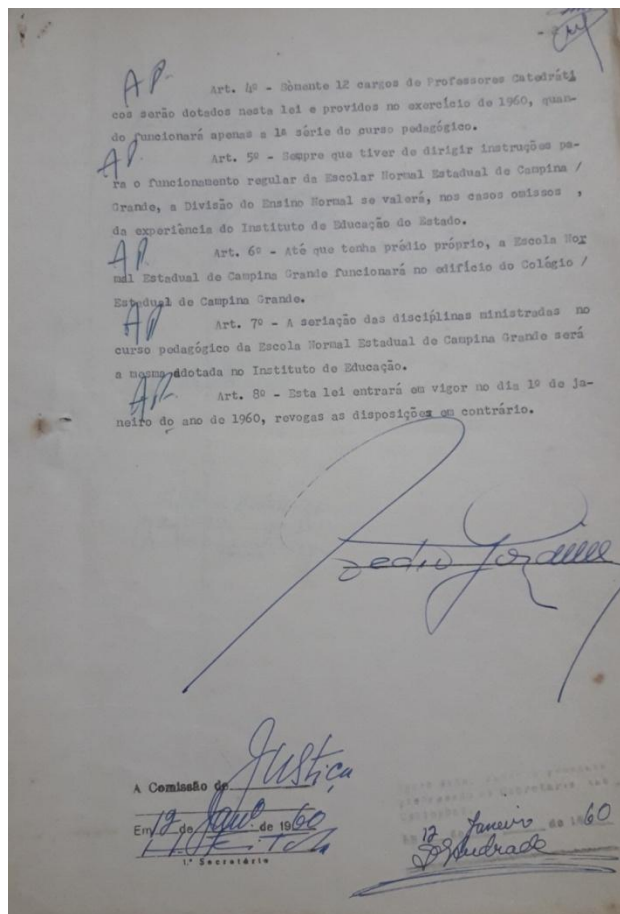 AP. Art. 4º - Sòmente 12 cargos de Professores Catedráti
cos serão dotados nesta lei e providos no exercício de 1960, quan-
do funcionará apenas a 1ª série do curso pedagógico.
AP. Art. 5º - Sempre que tiver de dirigir instruções pa-
ra o funcionamento regular da Escolar Normal Estadual de Campina /
Grande, a Divisão do Ensino Normal se valerá, nos casos omissos ,
da experiência do Instituto de Educação do Estado.
AP. Art. 6º - Até que tenha prédio próprio, a Escola Nor
mal Estadual de Campina Grande funcionará no edifício do Colégio /
Estadual de Campina Grande.
AP Art. 7º - A seriação das disciplinas ministradas no
curso pedagógico da Escola Normal Estadual de Campina Grande será
a mesma adotada no Instituto de Educação.
AP. Art. 8º - Esta lei entrará em vigor no dia 1º de ja-
neiro do ano de 1960, revogas as disposições em contrário.
A Comissão de Justiça
Em 12 de Jan.º de 1960
1.º Secretário
12 Janeiro de 1960
Andrade